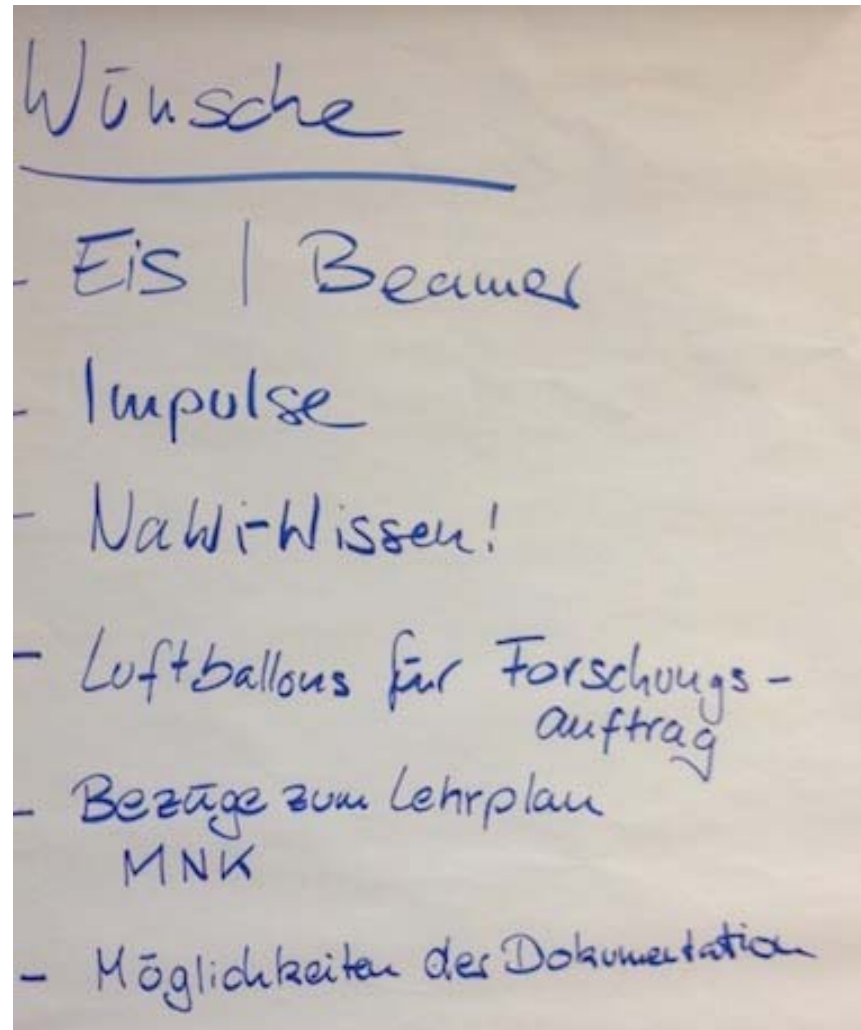 Wünsche
- Eis | Beamer
- Impulse
- NaWi-Wissen!
- Luftballons für Forschungs-
auftrag
- Bezüge zum Lehrplan
MNK
- Möglichkeiten der Dokumentation